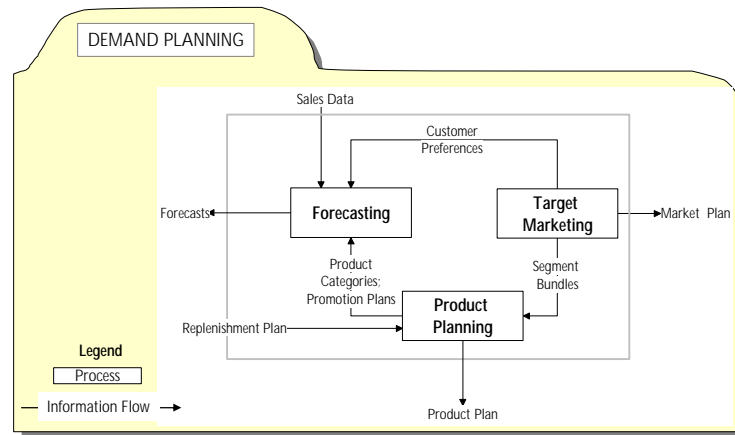 DEMAND PLANNING
Sales Data
Customer
Preferences
Forecasts
Forecasting
Target
Marketing
Market Plan
Product
Categories;
Promotion Plans
Segment
Bundles
Replenishment Plan
Product
Planning
Legend
Process
Information Flow
Product Plan